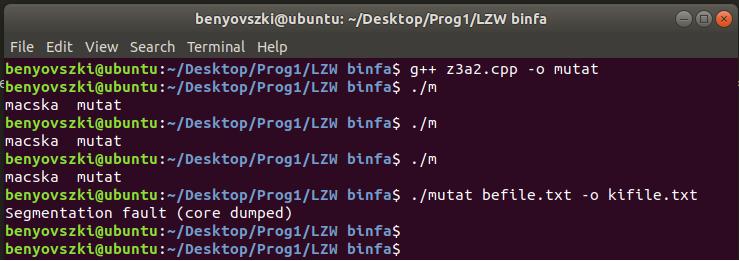 benyovszki@ubuntu: ~/Desktop/Prog1/LZW binfa
File Edit View Search Terminal Help
benyovszki@ubuntu:~/Desktop/Prog1/LZW binfa$ g++ z3a2.cpp -o mutat
benyovszki@ubuntu:~/Desktop/Prog1/LZW binfa$ ./m
macska  mutat
benyovszki@ubuntu:~/Desktop/Prog1/LZW binfa$ ./m
macska  mutat
benyovszki@ubuntu:~/Desktop/Prog1/LZW binfa$ ./m
macska  mutat
benyovszki@ubuntu:~/Desktop/Prog1/LZW binfa$ ./mutat befile.txt -o kifile.txt
Segmentation fault (core dumped)
benyovszki@ubuntu:~/Desktop/Prog1/LZW binfa$
benyovszki@ubuntu:~/Desktop/Prog1/LZW binfa$